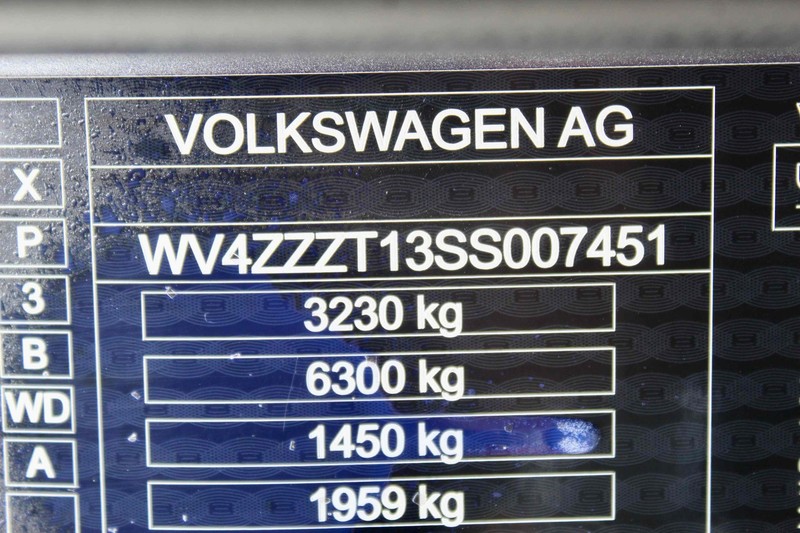 VOLKSWAGEN AG
WV4ZZZT13SS007451
3230 kg
6300 kg
1450 kg
1959 kg
X
P
3
B
WD
A